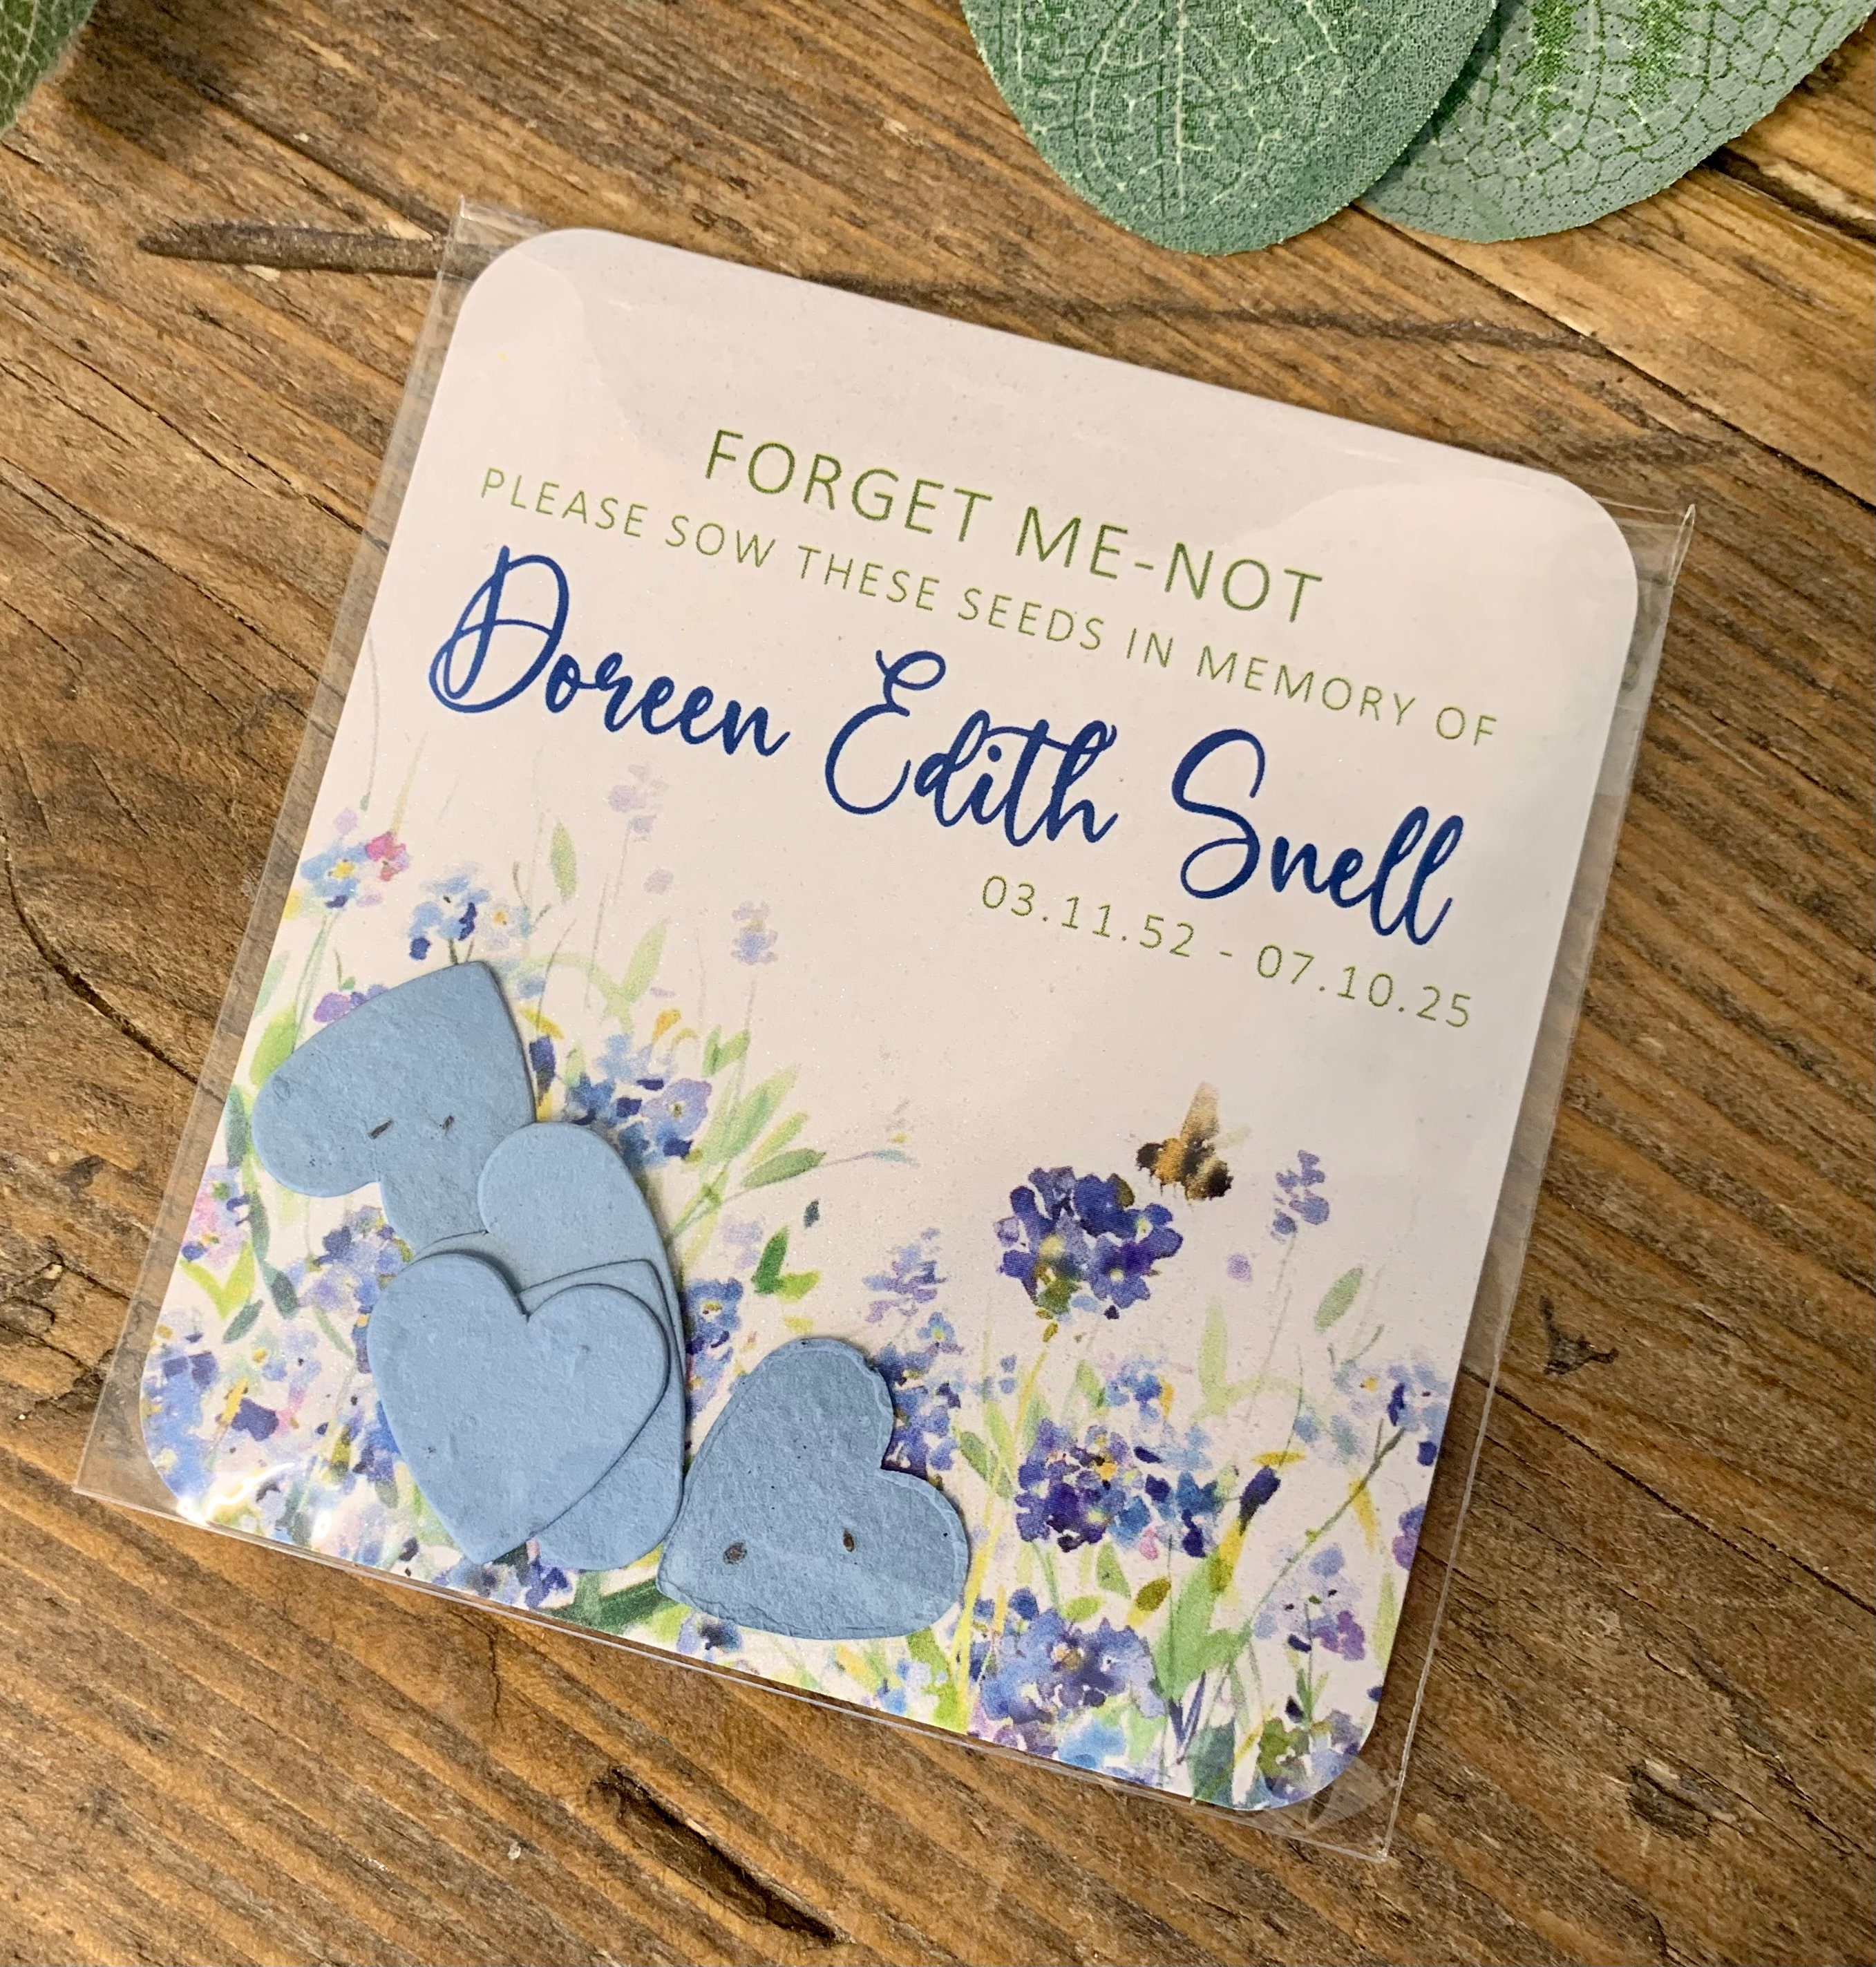 FORGET ME-NOT
PLEASE SOW THESE SEEDS IN MEMORY OF
Doreen Edith Snell
03.11.52 - 07.10.25